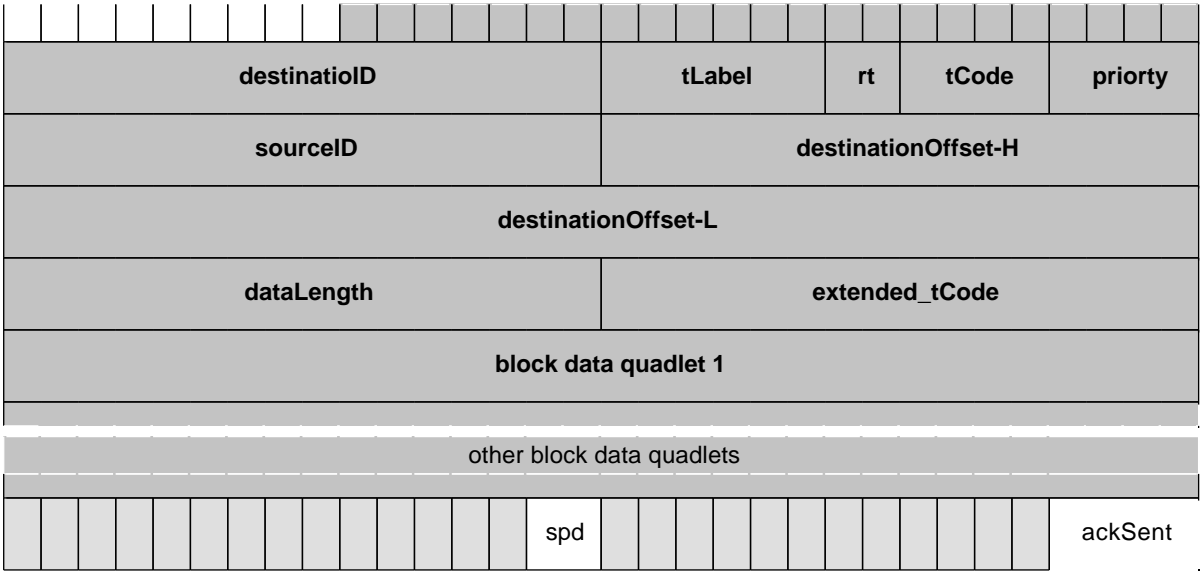 destinatioID tLabel rt tCode priorty
sourceID destinationOffset-H
destinationOffset-L
dataLength extended_tCode
block data quadlet 1
other block data quadlets
spd ackSent